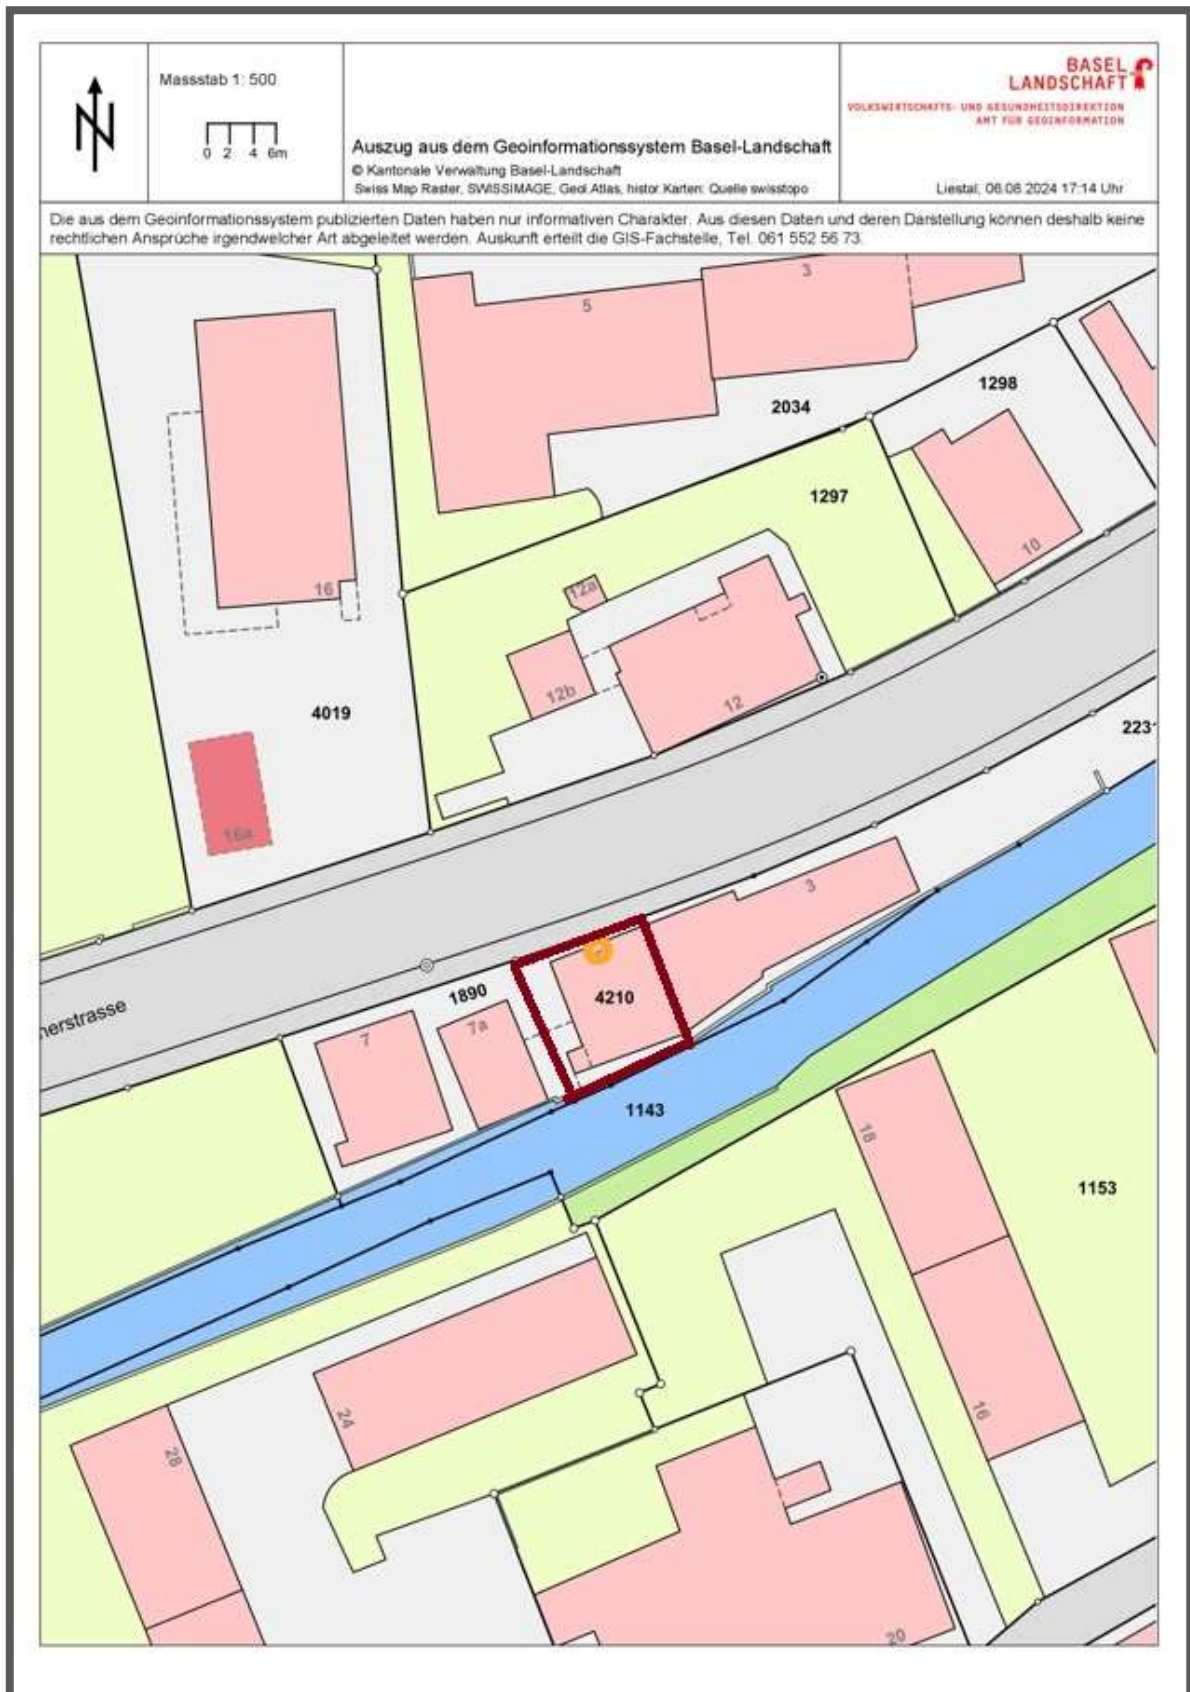 Massstab 1: 500
0 2 4 6m
Auszug aus dem Geoinformationssystem Basel-Landschaft
© Kantonale Verwaltung Basel-Landschaft
Swiss Map Raster, SWISSIMAGE, Geol.Atlas, histor.Karten: Quelle swisstopo
BASEL
LANDSCHAFT
VOLKSWIRTSCHAFTS- UND GESUNDHEITSDIREKTION
AMT FÜR GEOINFORMATION
Liestal, 06.08.2024 17:14 Uhr
Die aus dem Geoinformationssystem publizierten Daten haben nur informativen Charakter. Aus diesen Daten und deren Darstellung können deshalb keine
rechtlichen Ansprüche irgendwelcher Art abgeleitet werden. Auskunft erteilt die GIS-Fachstelle, Tel. 061 552 56 73.
3
5
1298
2034
1297
10
16
12a
12b
12
4019
2231
16a
3
1890
4210
nerstrasse
7
7a
1143
18
1153
24
16
28
20